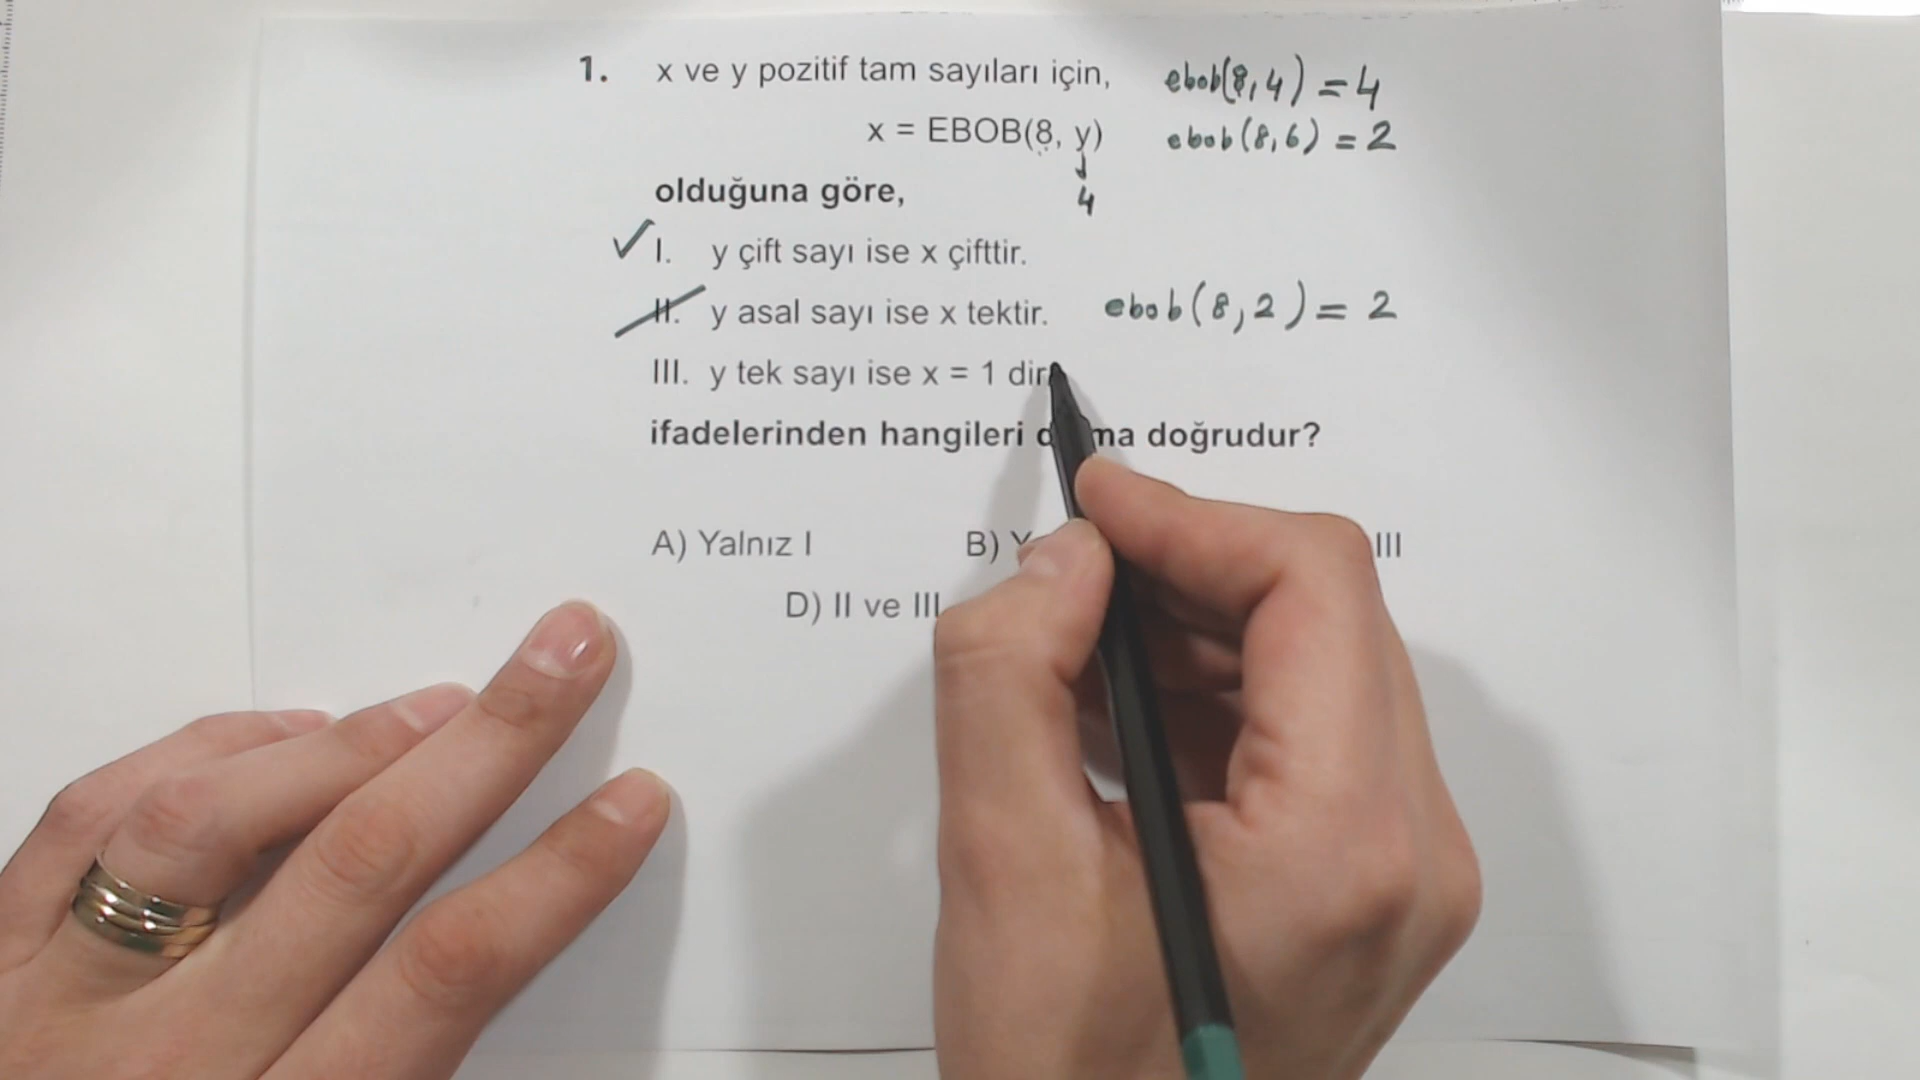 1. x ve y pozitif tam sayıları için, ebob(8,4) = 4
x = EBOB(8, y) ebob(8,6) = 2
4
olduğuna göre,
✓ I. y çift sayı ise x çifttir.
II. y asal sayı ise x tektir. ebob(8,2) = 2
III. y tek sayı ise x = 1 dir
ifadelerinden hangileri doğrudur?
A) Yalnız I B) III
D) II ve III